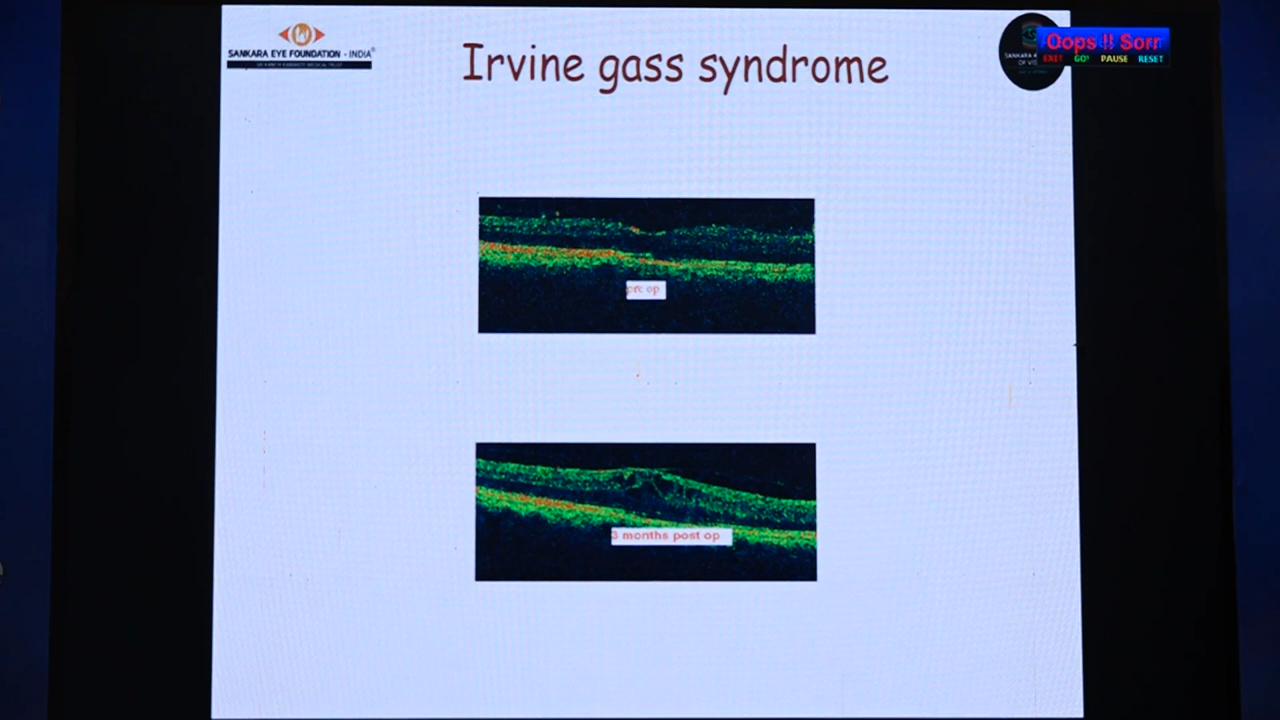 SANKARA EYE FOUNDATION - INDIA
Irvine gass syndrome
Oops !! Sorr
EXIT GO! PAUSE RESET
pre op
3 months post op